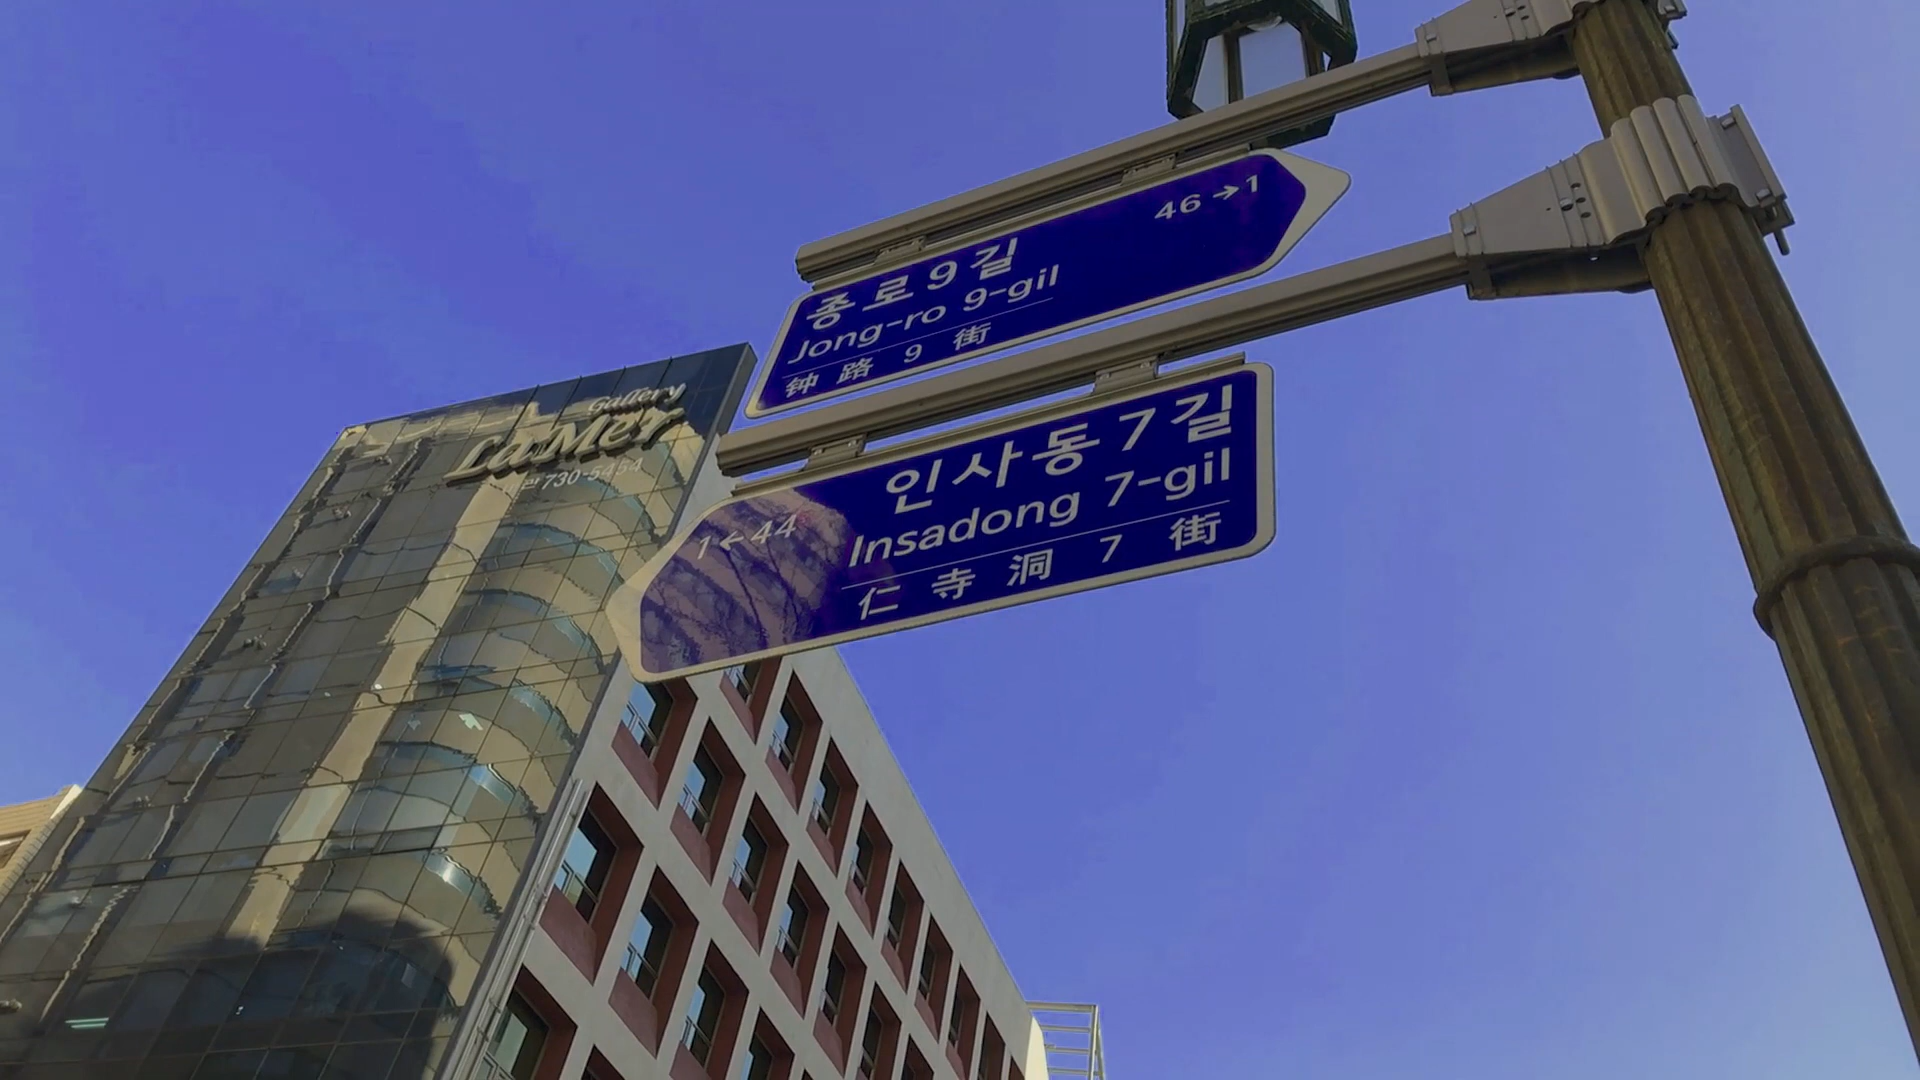 46→1
종로9길
Jong-ro 9-gil
钟路 9 街
인사동7길
Insadong 7-gil
仁寺洞 7 街
1←44
Gallery
LaMer
730-5454